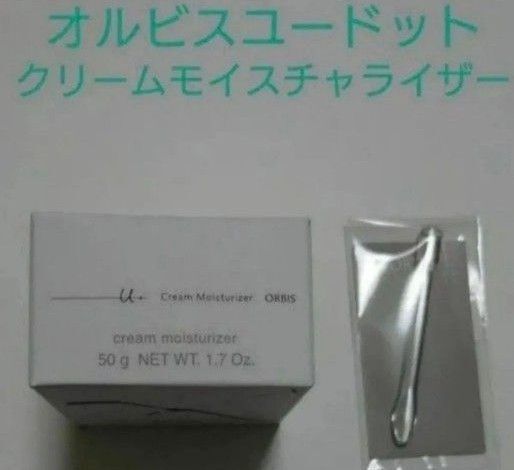 オルビスユードット
クリームモイスチャライザー
u. Cream Moisturizer ORBIS
cream moisturizer
50 g NET WT. 1.7 Oz.